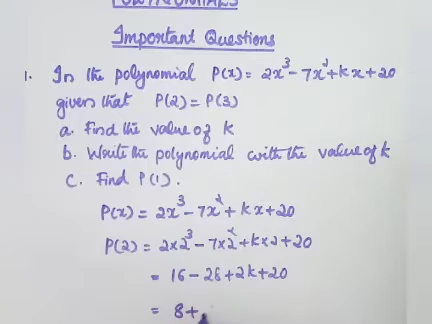 POLYNOMIALS
Important Questions
1. In the polynomial P(x) = 2x³ - 7x² + kx + 20
given that P(2) = P(3)
a. Find the value of k
b. Write the polynomial with the value of k
c. Find P(1).
P(x) = 2x³ - 7x² + kx + 20
P(2) = 2×2³ - 7×2² + k×2 + 20
= 16 - 28 + 2k + 20
= 8 +